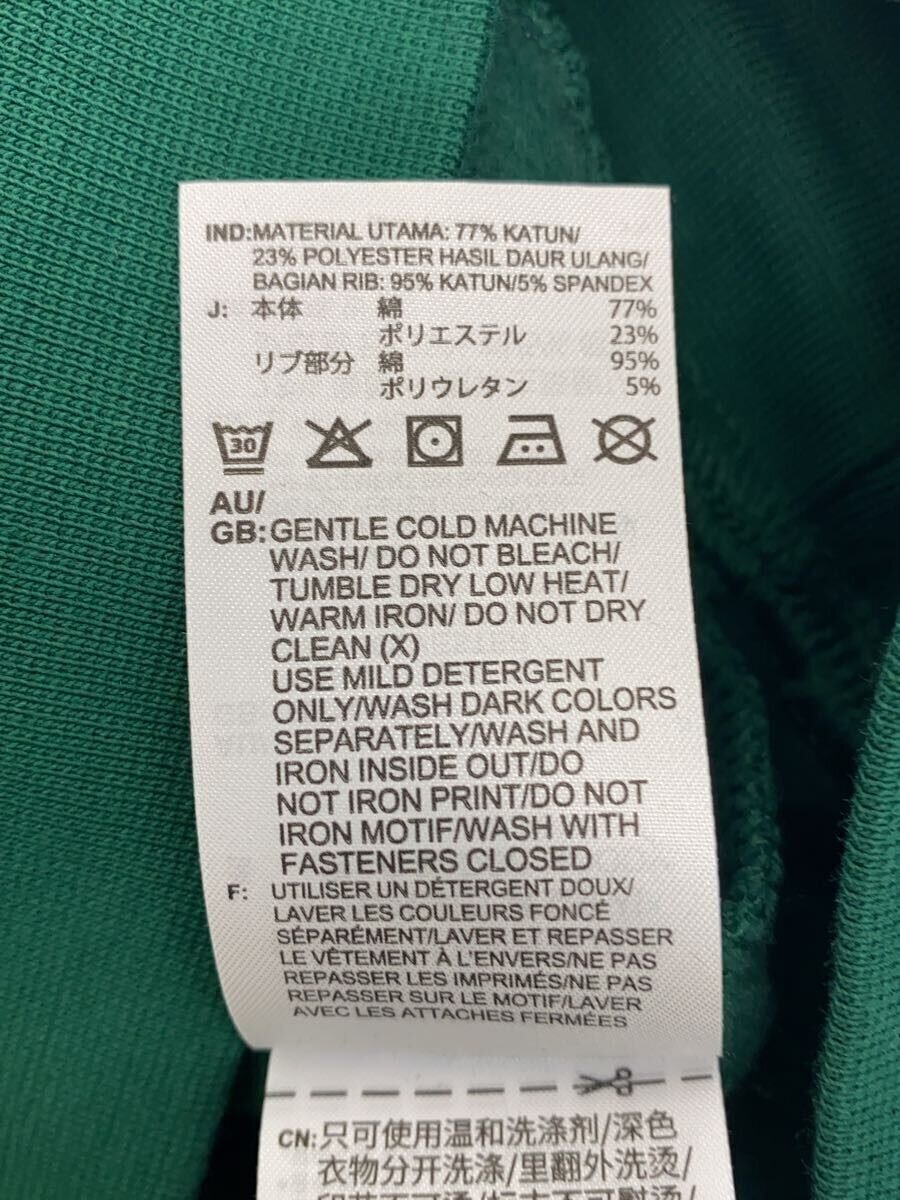 IND:MATERIAL UTAMA: 77% KATUN/
23% POLYESTER HASIL DAUR ULANG/
BAGIAN RIB: 95% KATUN/5% SPANDEX
J: 本体 綿 77%
ポリエステル 23%
リブ部分 綿 95%
ポリウレタン 5%
30
AU/
GB: GENTLE COLD MACHINE
WASH/ DO NOT BLEACH/
TUMBLE DRY LOW HEAT/
WARM IRON/ DO NOT DRY
CLEAN (X)
USE MILD DETERGENT
ONLY/WASH DARK COLORS
SEPARATELY/WASH AND
IRON INSIDE OUT/DO
NOT IRON PRINT/DO NOT
IRON MOTIF/WASH WITH
FASTENERS CLOSED
F: UTILISER UN DÉTERGENT DOUX/
LAVER LES COULEURS FONCÉ
SÉPARÉMENT/LAVER ET REPASSER
LE VÊTEMENT À L'ENVERS/NE PAS
REPASSER LES IMPRIMÉS/NE PAS
REPASSER SUR LE MOTIF/LAVER
AVEC LES ATTACHES FERMÉES
CN:只可使用温和洗涤剂/深色
衣物分开洗涤/里翻外洗烫/